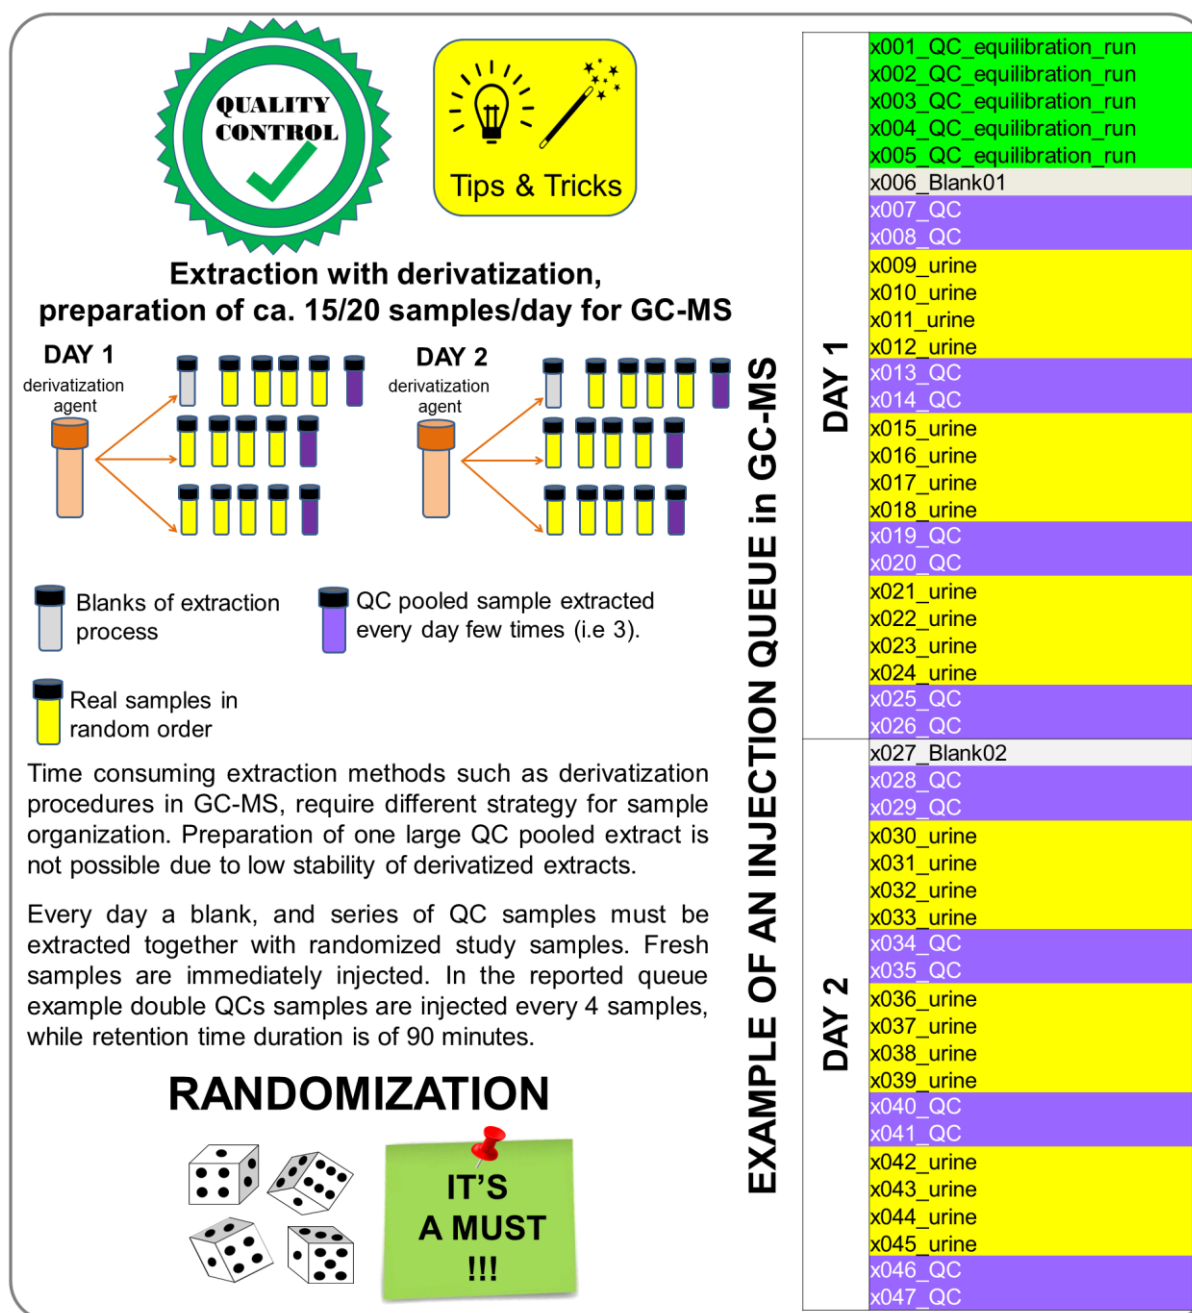 QUALITY
CONTROL
Tips & Tricks
Extraction with derivatization,
preparation of ca. 15/20 samples/day for GC-MS
DAY 1
derivatization
agent
DAY 2
derivatization
agent
Blanks of extraction
process
QC pooled sample extracted
every day few times (i.e 3).
Real samples in
random order
Time consuming extraction methods such as derivatization
procedures in GC-MS, require different strategy for sample
organization. Preparation of one large QC pooled extract is
not possible due to low stability of derivatized extracts.
Every day a blank, and series of QC samples must be
extracted together with randomized study samples. Fresh
samples are immediately injected. In the reported queue
example double QCs samples are injected every 4 samples,
while retention time duration is of 90 minutes.
RANDOMIZATION
IT'S
A MUST
!!!
EXAMPLE OF AN INJECTION QUEUE in GC-MS
DAY 1
x001_QC_equilibration_run
x002_QC_equilibration_run
x003_QC_equilibration_run
x004_QC_equilibration_run
x005_QC_equilibration_run
x006_Blank01
x007_QC
x008_QC
x009_urine
x010_urine
x011_urine
x012_urine
x013_QC
x014_QC
x015_urine
x016_urine
x017_urine
x018_urine
x019_QC
x020_QC
x021_urine
x022_urine
x023_urine
x024_urine
x025_QC
x026_QC
DAY 2
x027_Blank02
x028_QC
x029_QC
x030_urine
x031_urine
x032_urine
x033_urine
x034_QC
x035_QC
x036_urine
x037_urine
x038_urine
x039_urine
x040_QC
x041_QC
x042_urine
x043_urine
x044_urine
x045_urine
x046_QC
x047_QC